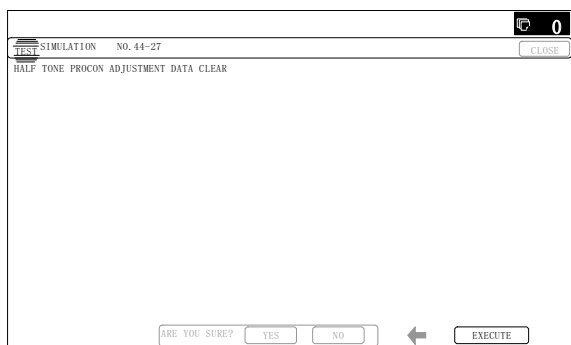 0
TEST SIMULATION NO. 44-27 CLOSE
HALF TONE PROCON ADJUSTMENT DATA CLEAR
ARE YOU SURE? YES NO EXECUTE